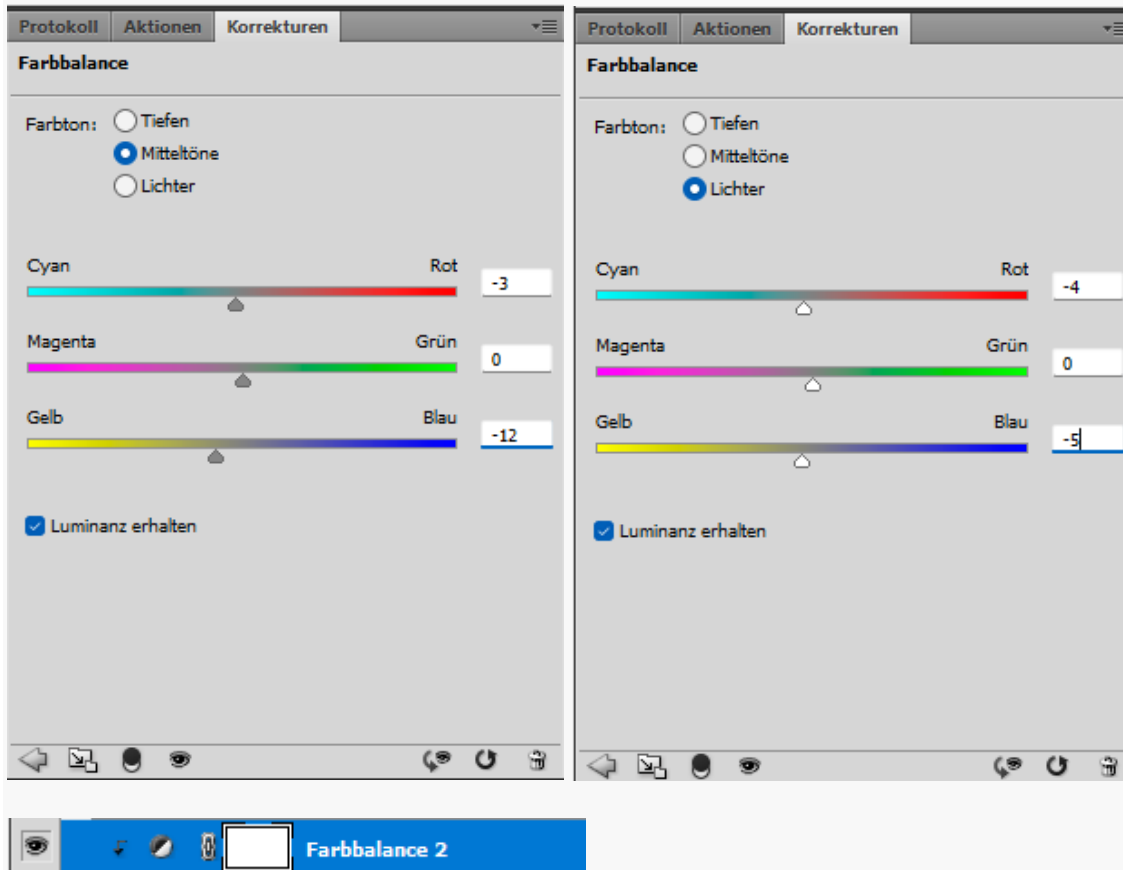 Protokoll Aktionen Korrekturen
Farbbalance
Farbton: Tiefen
Mitteltöne
Lichter
Cyan Rot -3
Magenta Grün 0
Gelb Blau -12
Luminanz erhalten
Protokoll Aktionen Korrekturen
Farbbalance
Farbton: Tiefen
Mitteltöne
Lichter
Cyan Rot -4
Magenta Grün 0
Gelb Blau -5
Luminanz erhalten
Farbbalance 2